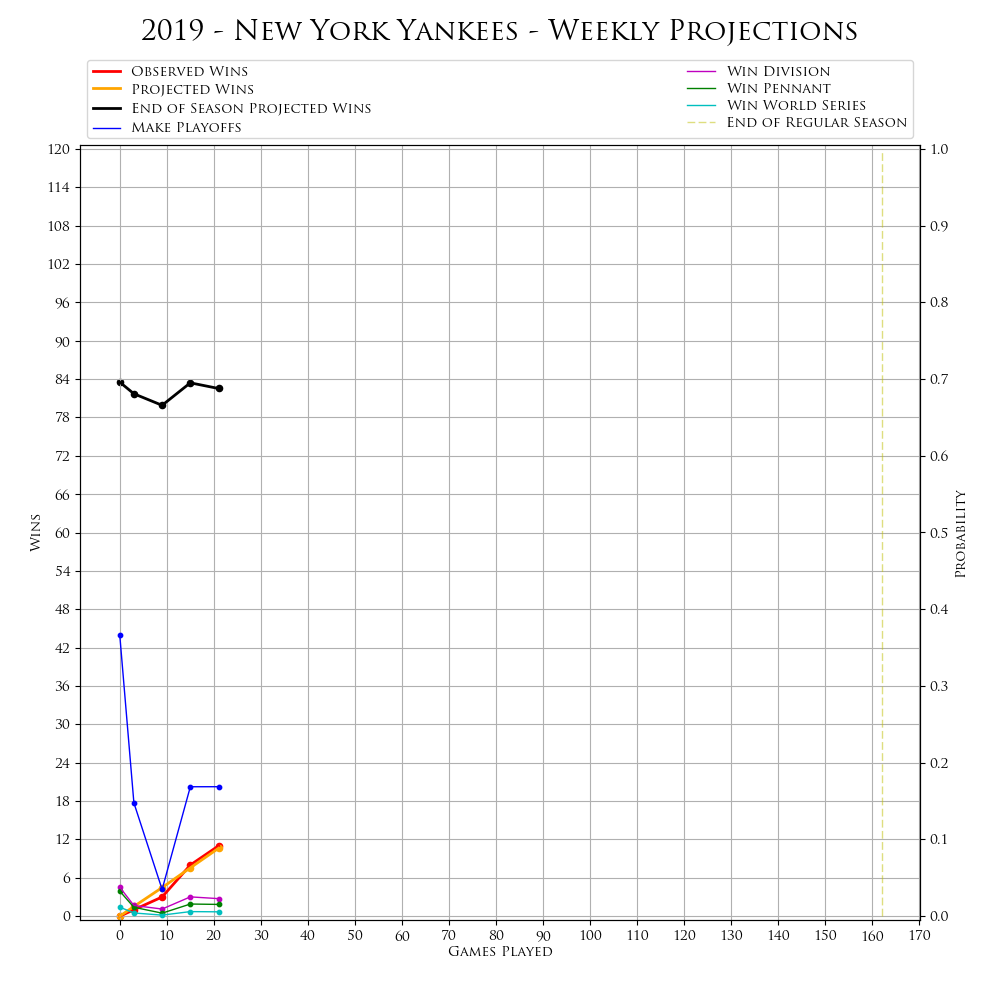 2019 - New York Yankees - Weekly Projections
Observed Wins
Projected Wins
End of Season Projected Wins
Make Playoffs
Win Division
Win Pennant
Win World Series
End of Regular Season
120
114
108
102
96
90
84
78
72
66
60
54
48
42
36
30
24
18
12
6
0
Wins
1.0
0.9
0.8
0.7
0.6
0.5
0.4
0.3
0.2
0.1
0.0
Probability
0 10 20 30 40 50 60 70 80 90 100 110 120 130 140 150 160 170
Games Played